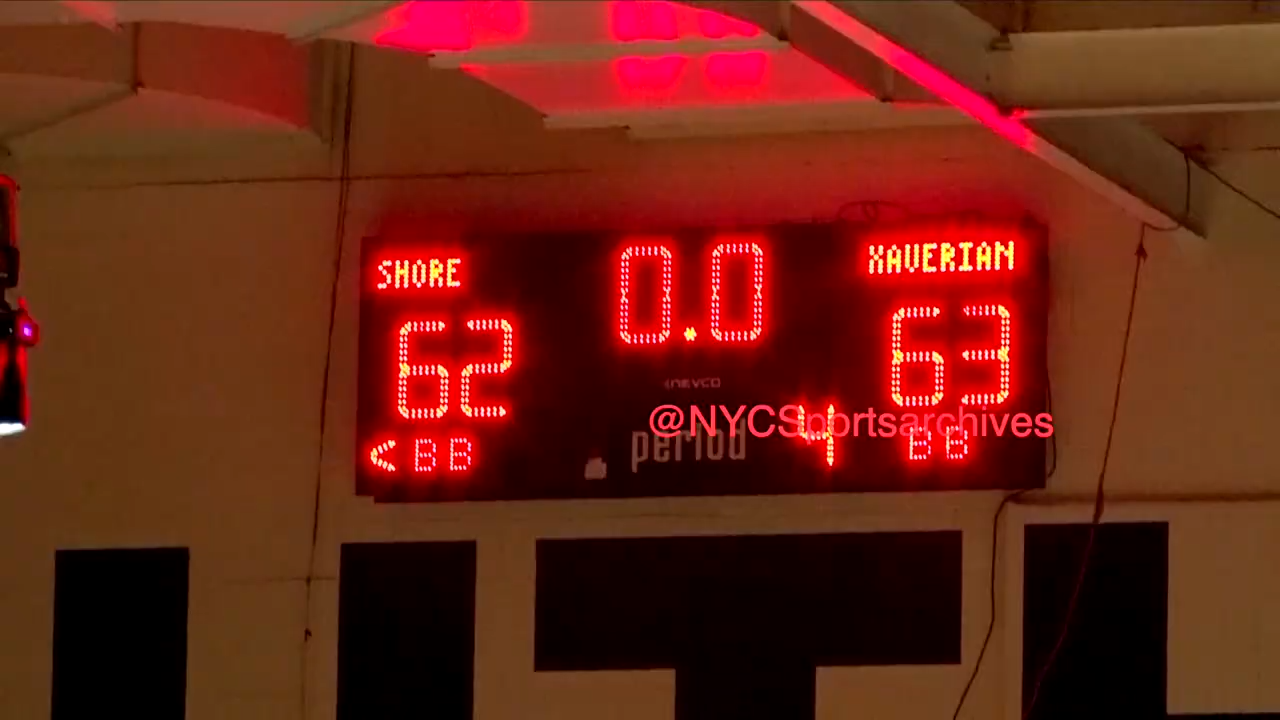 SHORE 0.0 XAVERIAN
62 63
NEVCO
@NYCSportsarchives
<BB period 4 BB